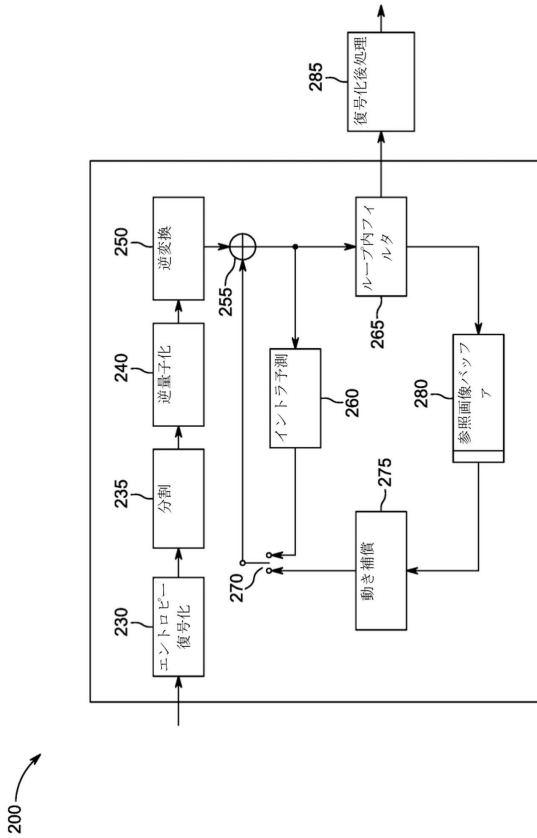 200
230
エントロピー
復号化
235
分割
240
逆量子化
250
逆変換
255
260
イントラ予測
270
275
動き補償
265
ループ内フィ
ルタ
280
参照画像バッフ
ァ
285
復号化後処理